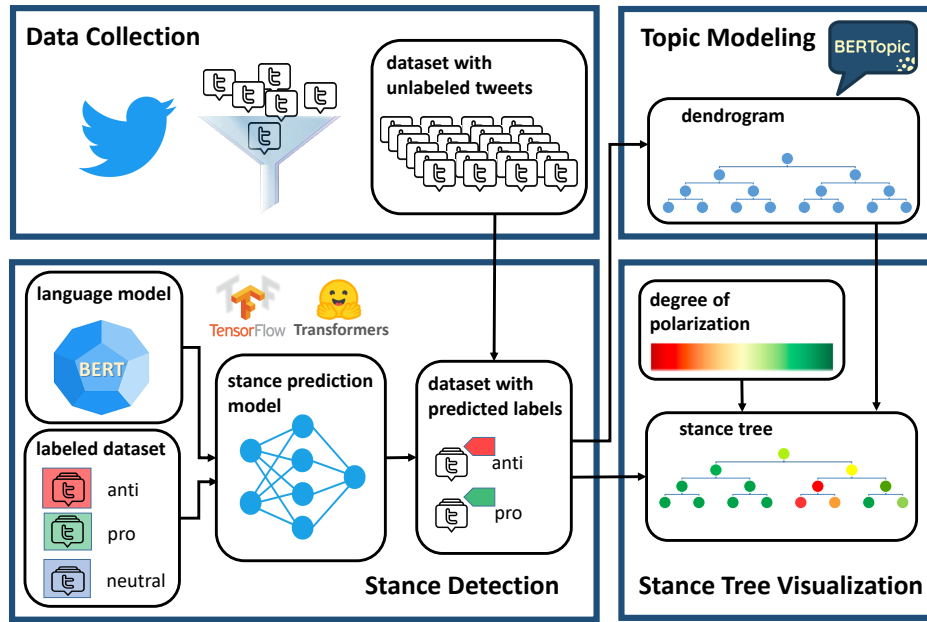 Data Collection
dataset with
unlabeled tweets
Topic Modeling
BERTopic
dendrogram
language model
BERT
TensorFlow
Transformers
labeled dataset
anti
pro
neutral
stance prediction
model
dataset with
predicted labels
anti
pro
Stance Detection
degree of
polarization
stance tree
Stance Tree Visualization